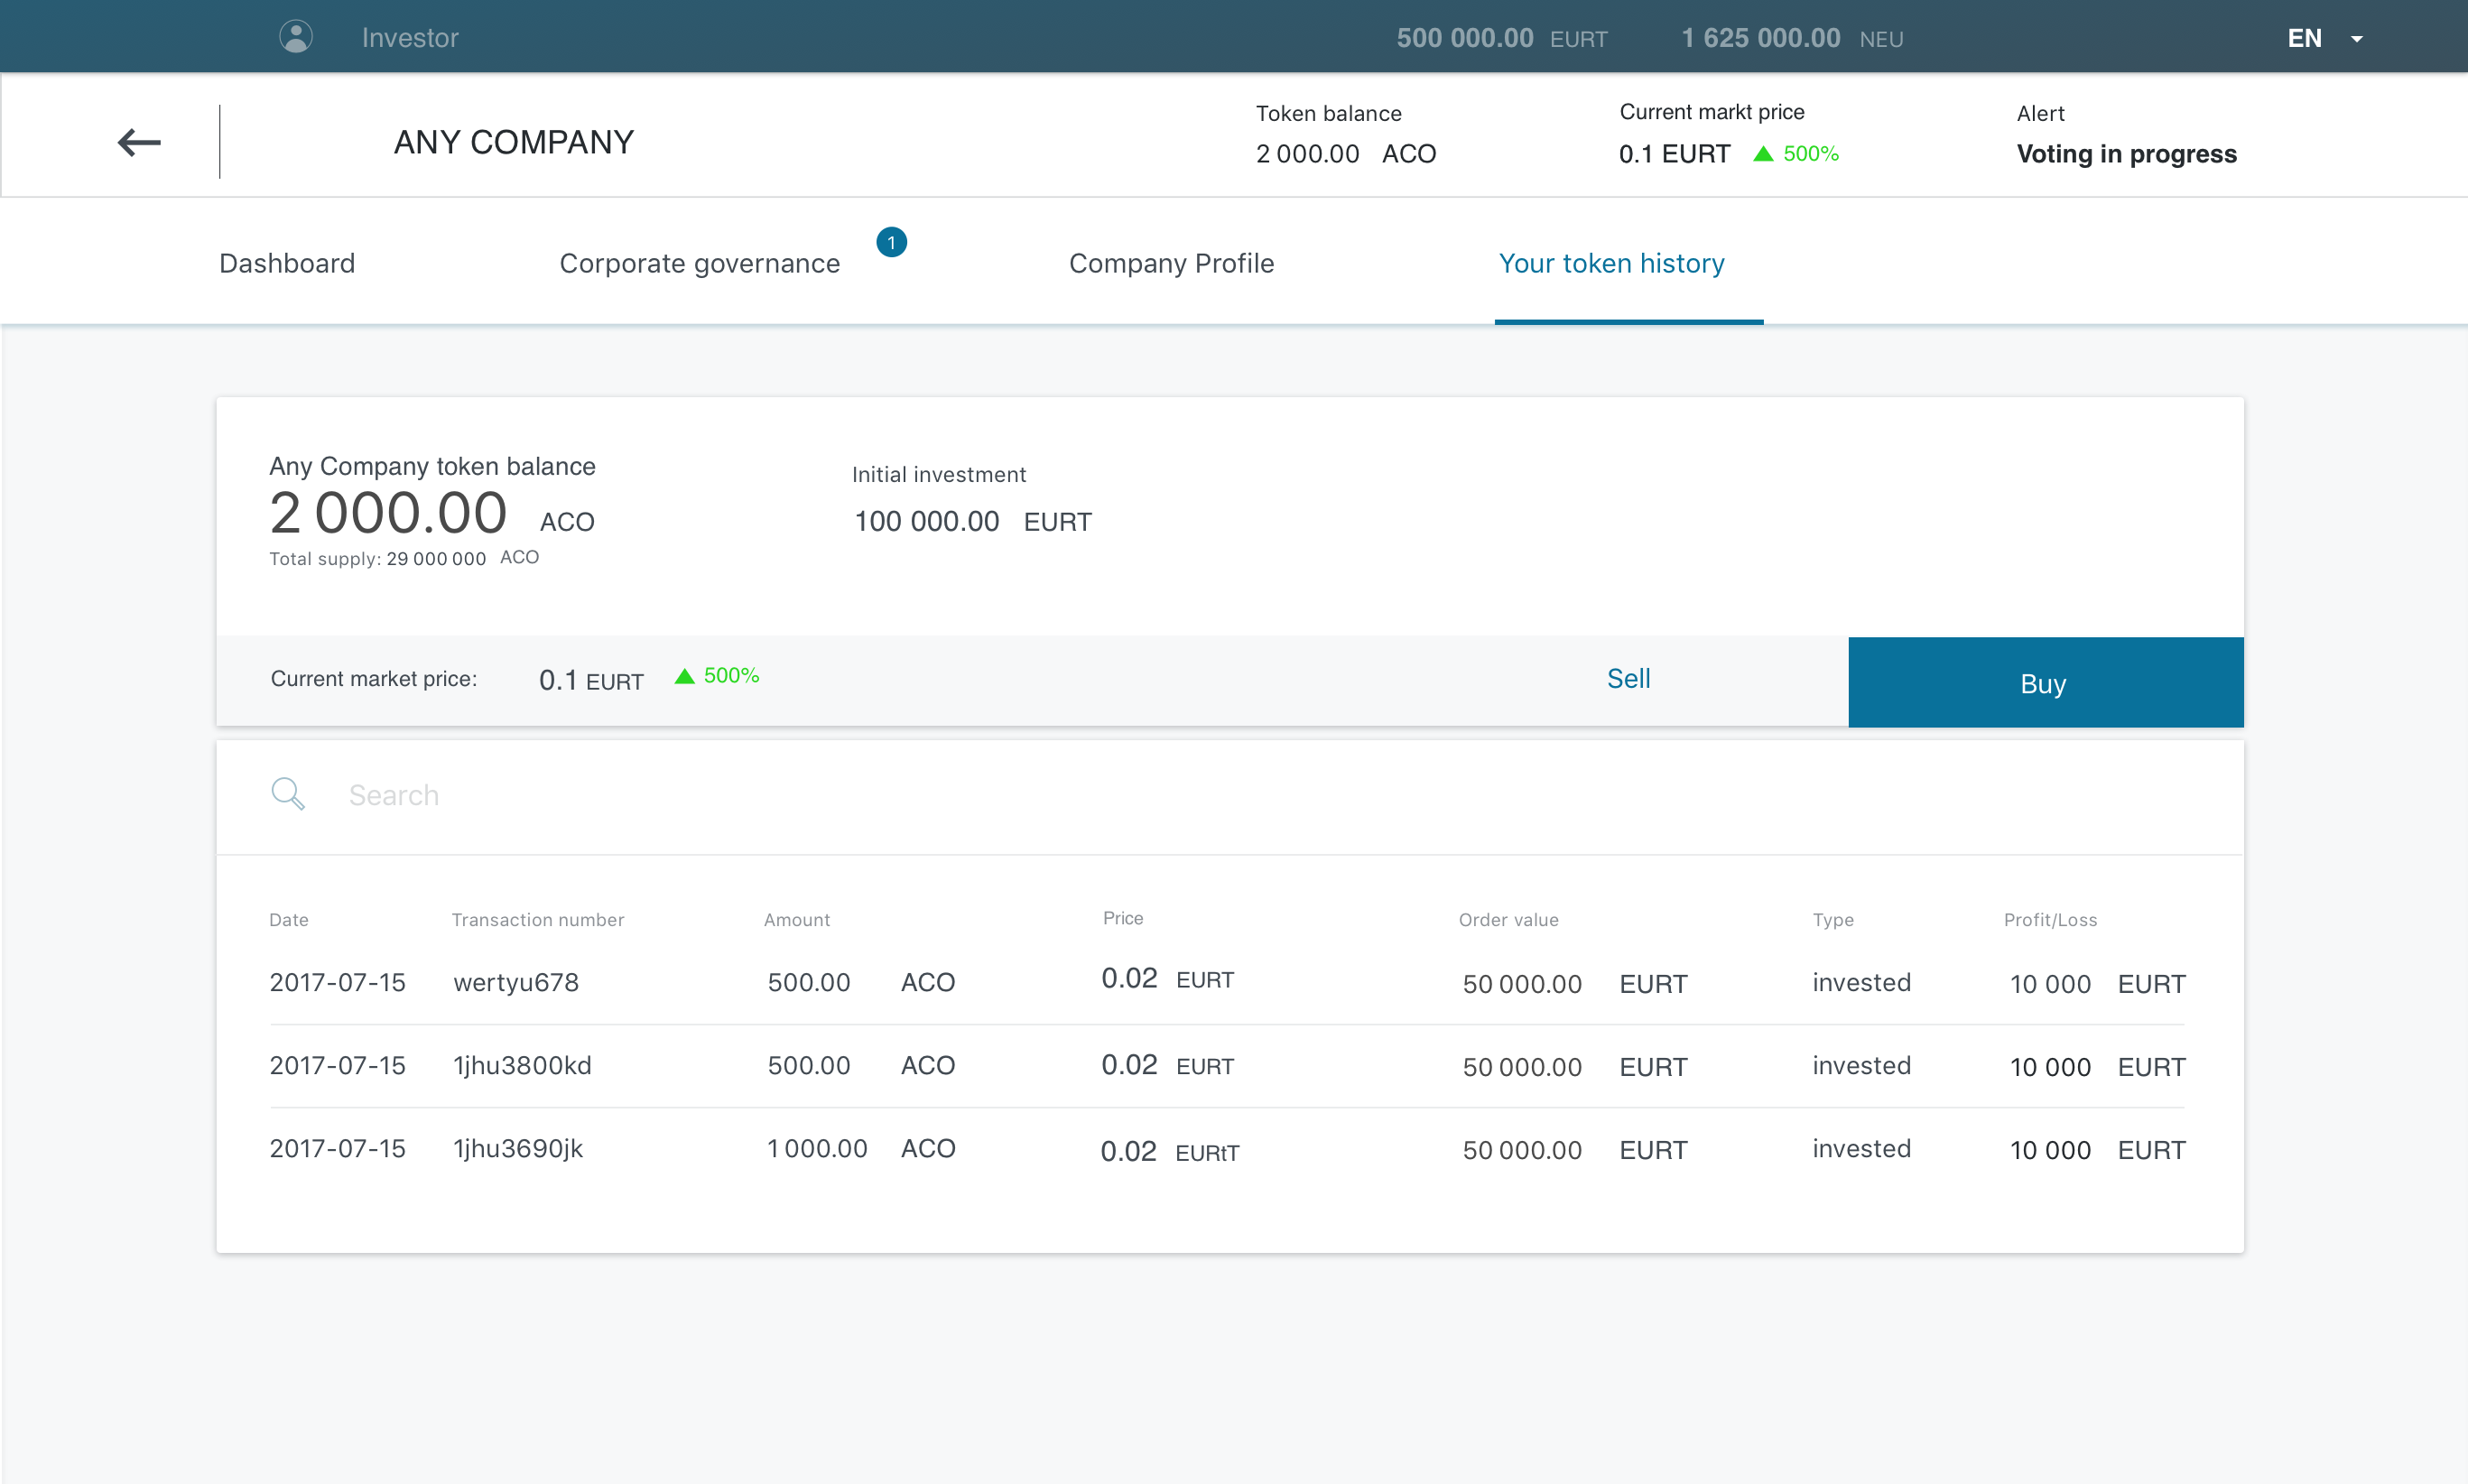 Investor 500 000.00 EURT 1 625 000.00 NEU EN
ANY COMPANY
Token balance
2 000.00 ACO
Current markt price
0.1 EURT 500%
Alert
Voting in progress
Dashboard Corporate governance 1 Company Profile Your token history
Any Company token balance
2 000.00 ACO
Total supply: 29 000 000 ACO
Initial investment
100 000.00 EURT
Current market price: 0.1 EURT 500% Sell Buy
Search
Date Transaction number Amount Price Order value Type Profit/Loss
2017-07-15 wertyu678 500.00 ACO 0.02 EURT 50 000.00 EURT invested 10 000 EURT
2017-07-15 1jhu3800kd 500.00 ACO 0.02 EURT 50 000.00 EURT invested 10 000 EURT
2017-07-15 1jhu3690jk 1 000.00 ACO 0.02 EURtT 50 000.00 EURT invested 10 000 EURT